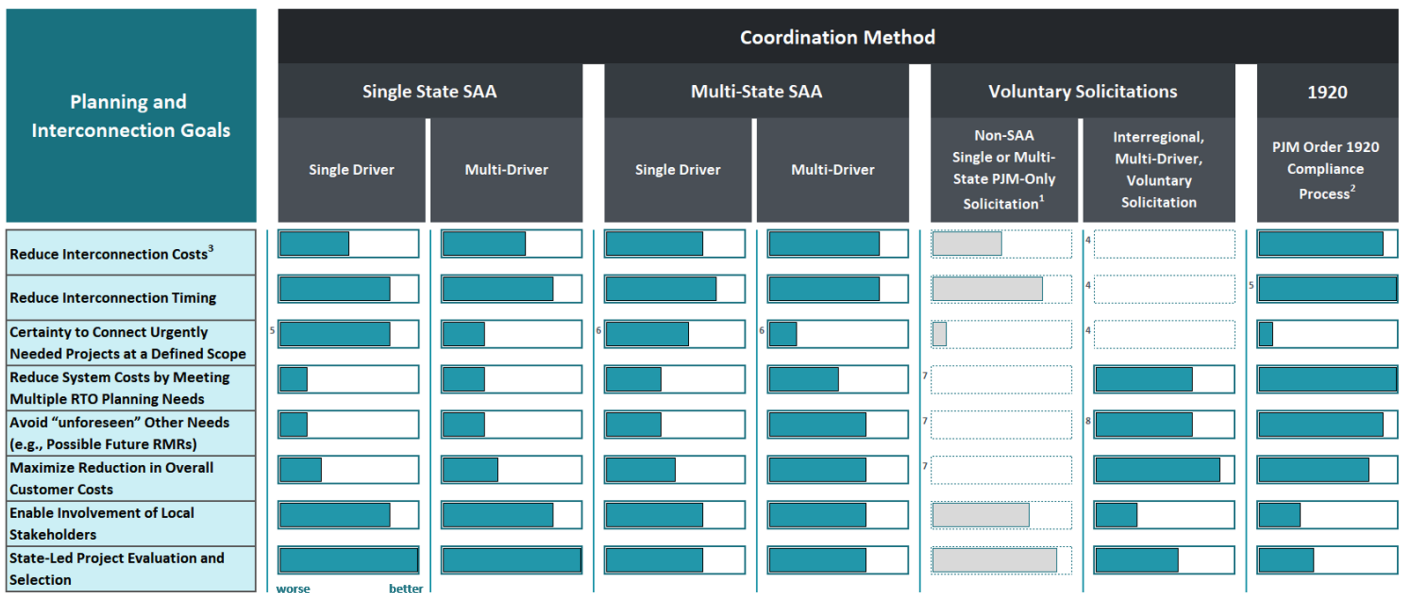 Coordination Method
Planning and
Interconnection Goals
Single State SAA
Multi-State SAA
Voluntary Solicitations
1920
Single Driver
Multi-Driver
Single Driver
Multi-Driver
Non-SAA
Single or Multi-
State PJM-Only
Solicitation1
Interregional,
Multi-Driver,
Voluntary
Solicitation
PJM Order 1920
Compliance
Process2
Reduce Interconnection Costs3
4
Reduce Interconnection Timing
4
5
Certainty to Connect Urgently
Needed Projects at a Defined Scope
5
6
6
4
Reduce System Costs by Meeting
Multiple RTO Planning Needs
7
Avoid “unforeseen” Other Needs
(e.g., Possible Future RMRs)
7
8
Maximize Reduction in Overall
Customer Costs
7
Enable Involvement of Local
Stakeholders
State-Led Project Evaluation and
Selection
worse
better